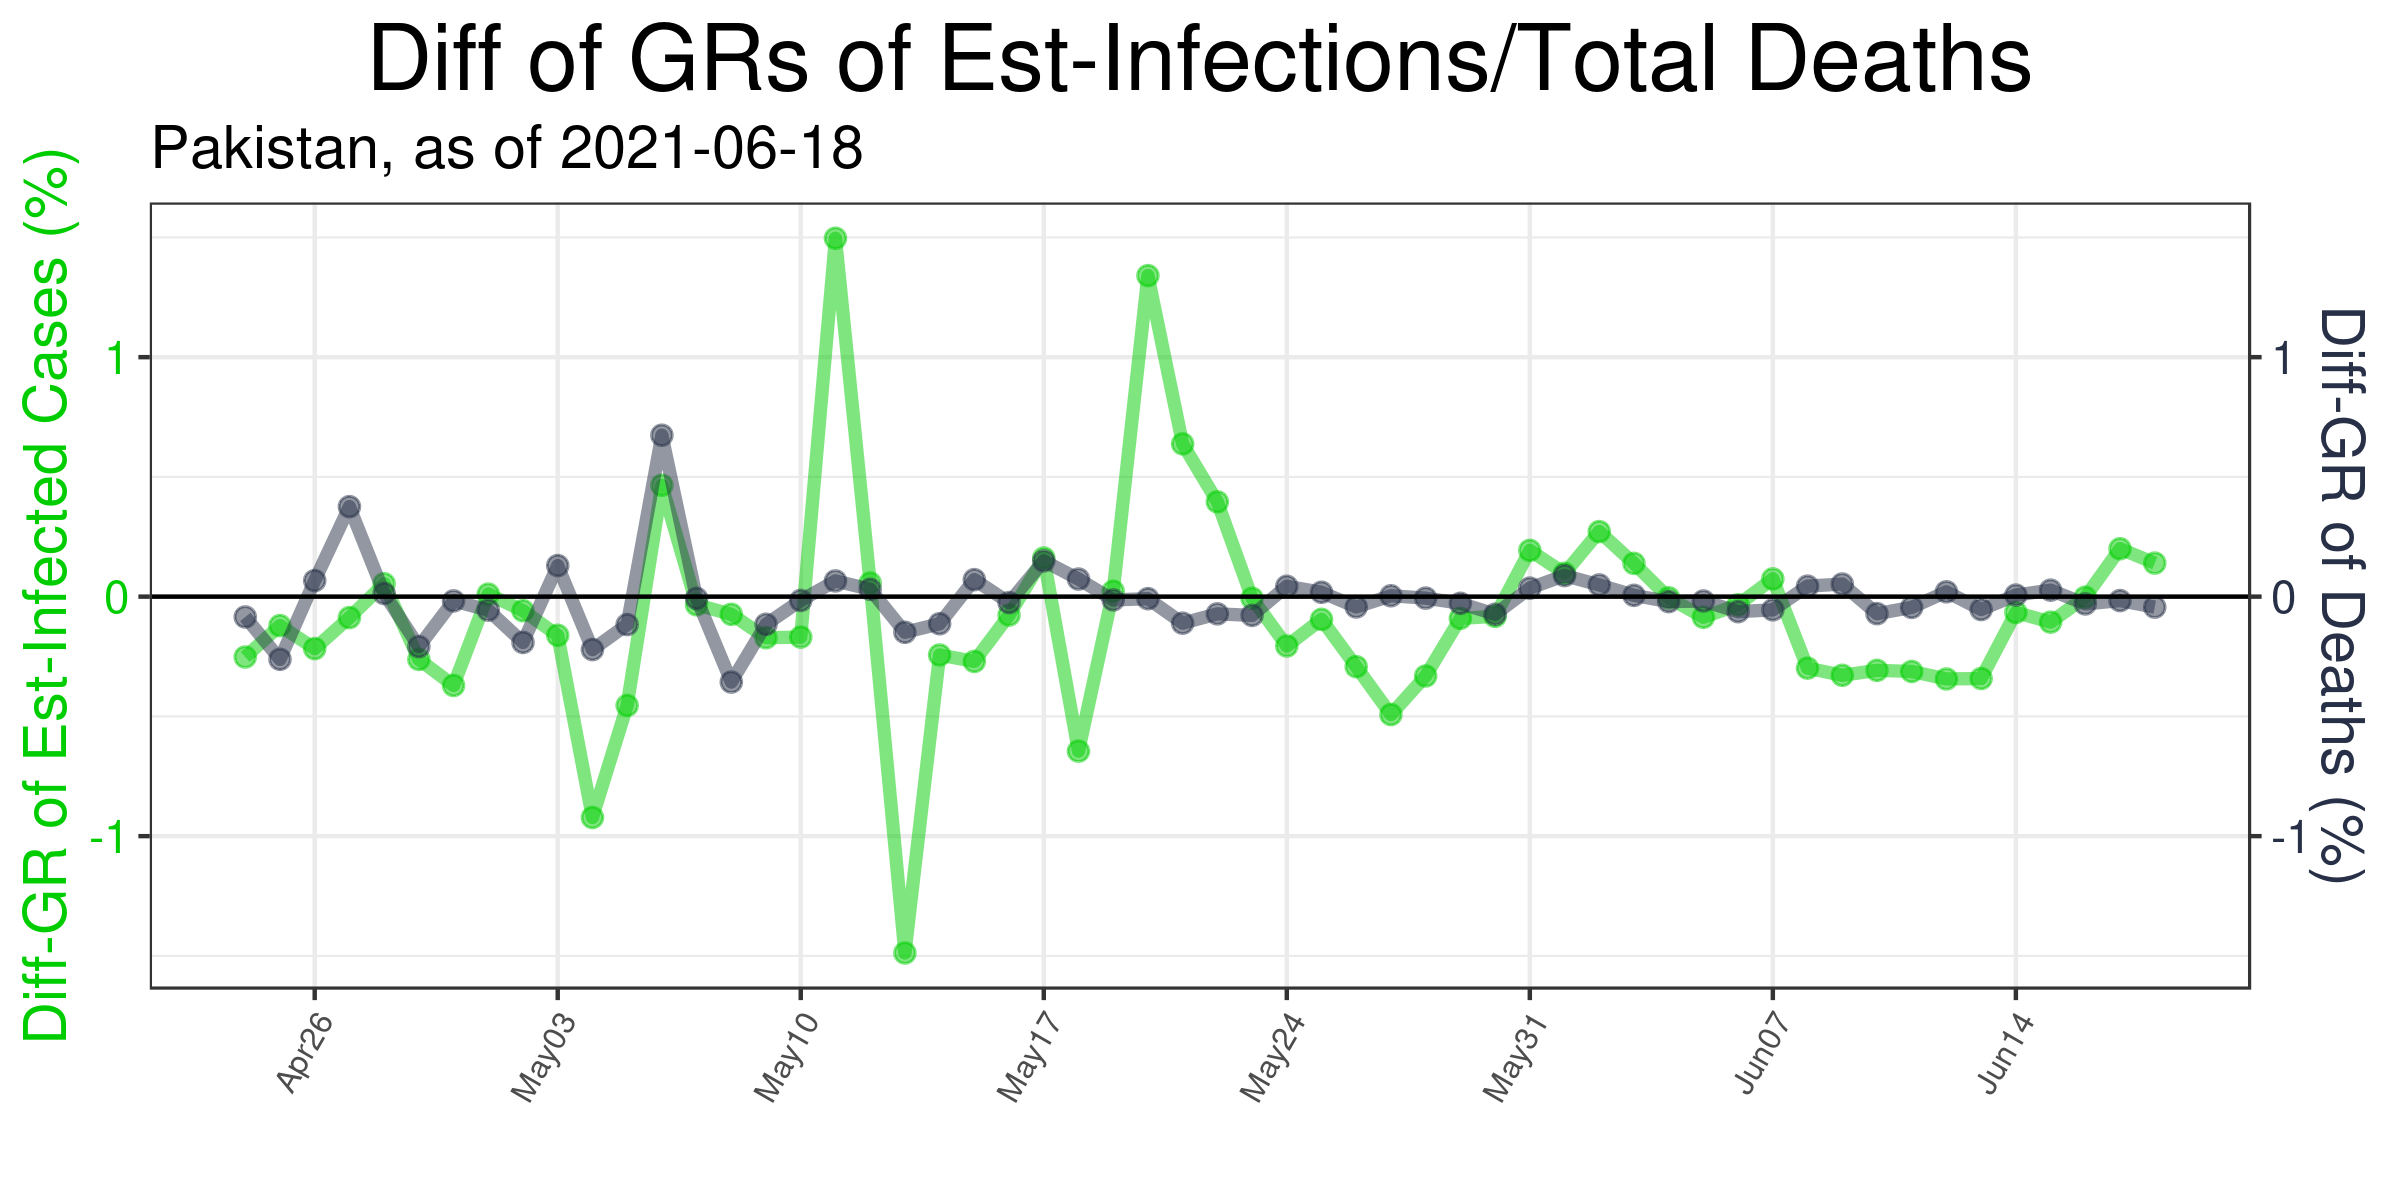 Diff of GRs of Est-Infections/Total Deaths
Pakistan, as of 2021-06-18
Diff-GR of Est-Infected Cases (%)
1
0
-1
1
0
-1
Diff-GR of Deaths (%)
Apr26
May03
May10
May17
May24
May31
Jun07
Jun14